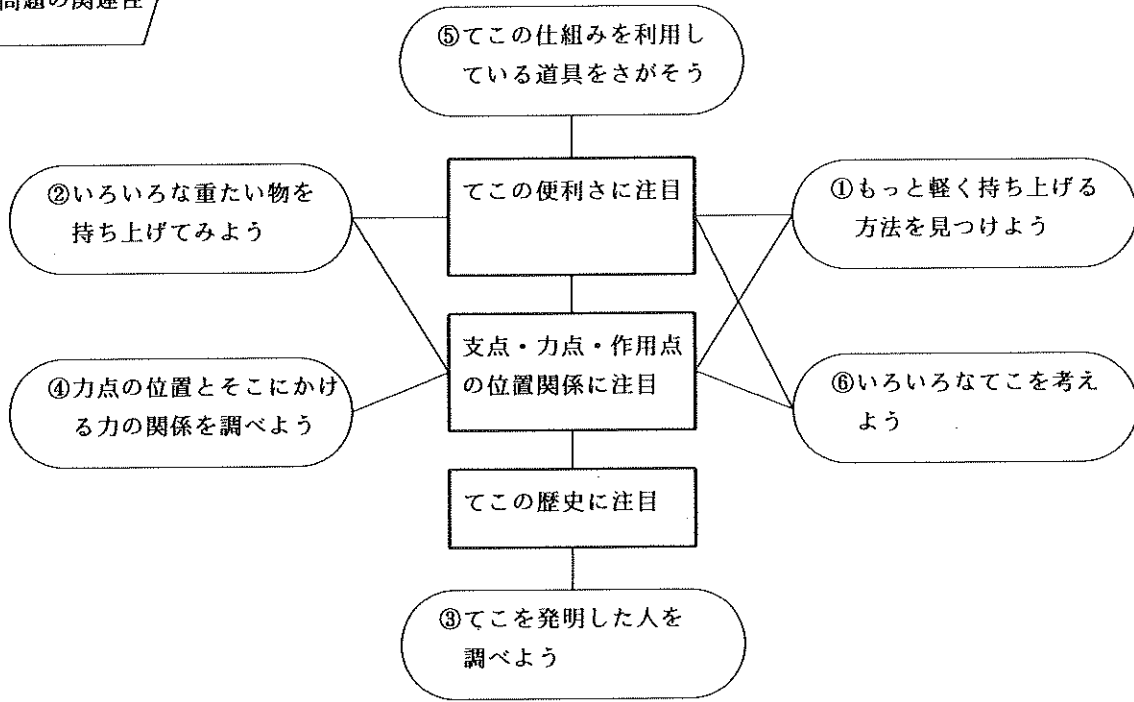 問題の関連性
⑤てこの仕組みを利用し
ている道具をさがそう
てこの便利さに注目
②いろいろな重たい物を
持ち上げてみよう
①もっと軽く持ち上げる
方法を見つけよう
支点・力点・作用点
の位置関係に注目
④力点の位置とそこにかけ
る力の関係を調べよう
⑥いろいろなてこを考え
よう
てこの歴史に注目
③てこを発明した人を
調べよう